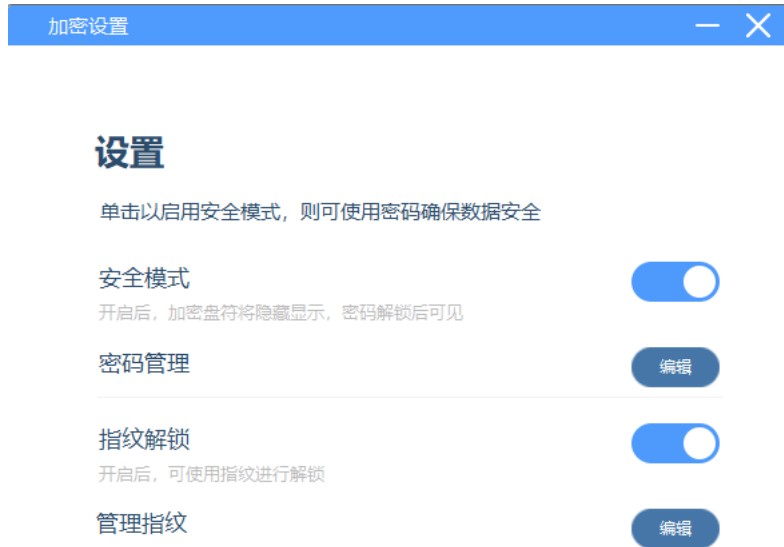 加密设置
设置
单击以启用安全模式，则可使用密码确保数据安全
安全模式
开启后，加密盘符将隐藏显示，密码解锁后可见
密码管理
编辑
指纹解锁
开启后，可使用指纹进行解锁
管理指纹
编辑